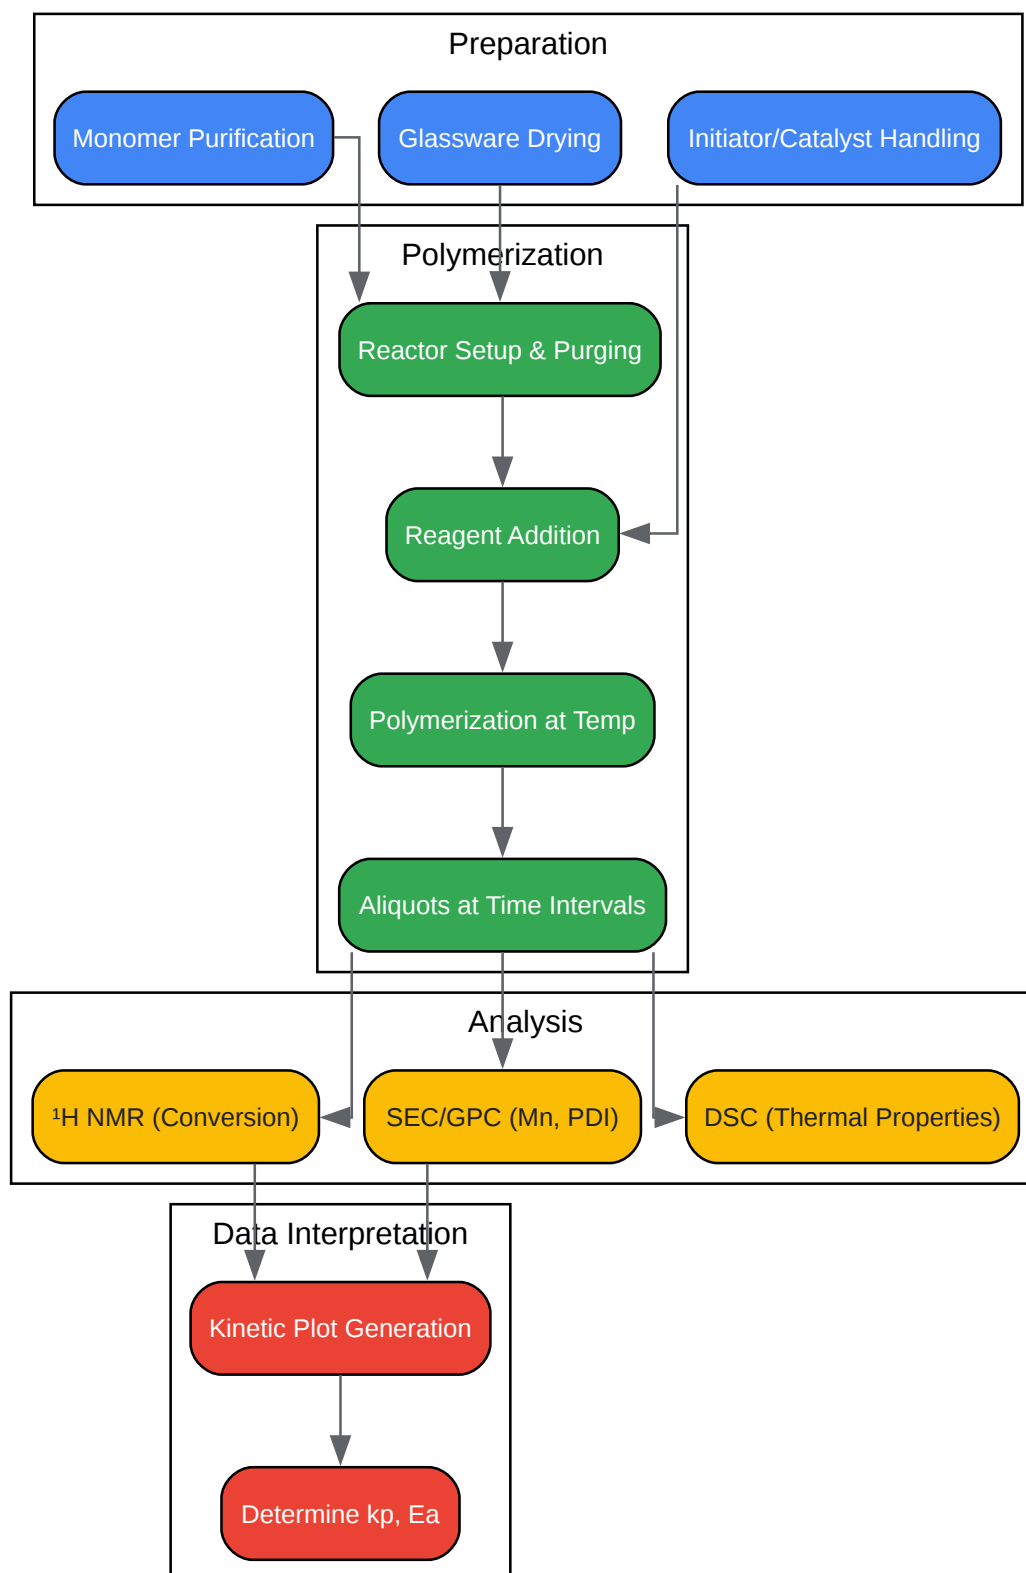 Preparation
Monomer Purification
Glassware Drying
Initiator/Catalyst Handling
Polymerization
Reactor Setup & Purging
Reagent Addition
Polymerization at Temp
Aliquots at Time Intervals
Analysis
¹H NMR (Conversion)
SEC/GPC (Mn, PDI)
DSC (Thermal Properties)
Data Interpretation
Kinetic Plot Generation
Determine kp, Ea